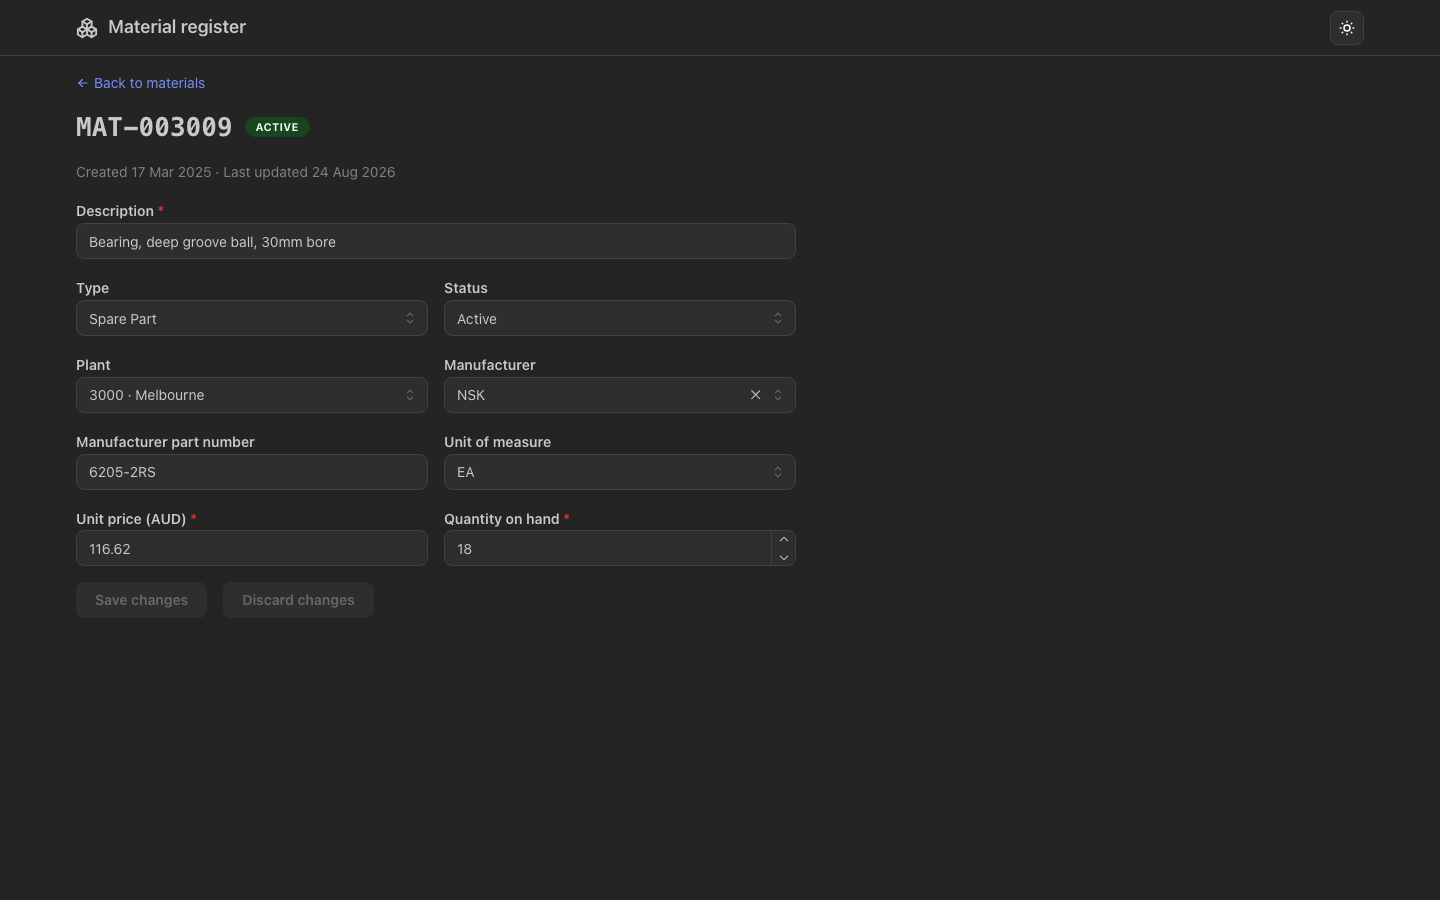 Material register
← Back to materials
MAT-003009 ACTIVE
Created 17 Mar 2025 · Last updated 24 Aug 2026
Description *
Bearing, deep groove ball, 30mm bore
Type Status
Spare Part Active
Plant Manufacturer
3000 · Melbourne NSK
Manufacturer part number Unit of measure
6205-2RS EA
Unit price (AUD) * Quantity on hand *
116.62 18
Save changes Discard changes